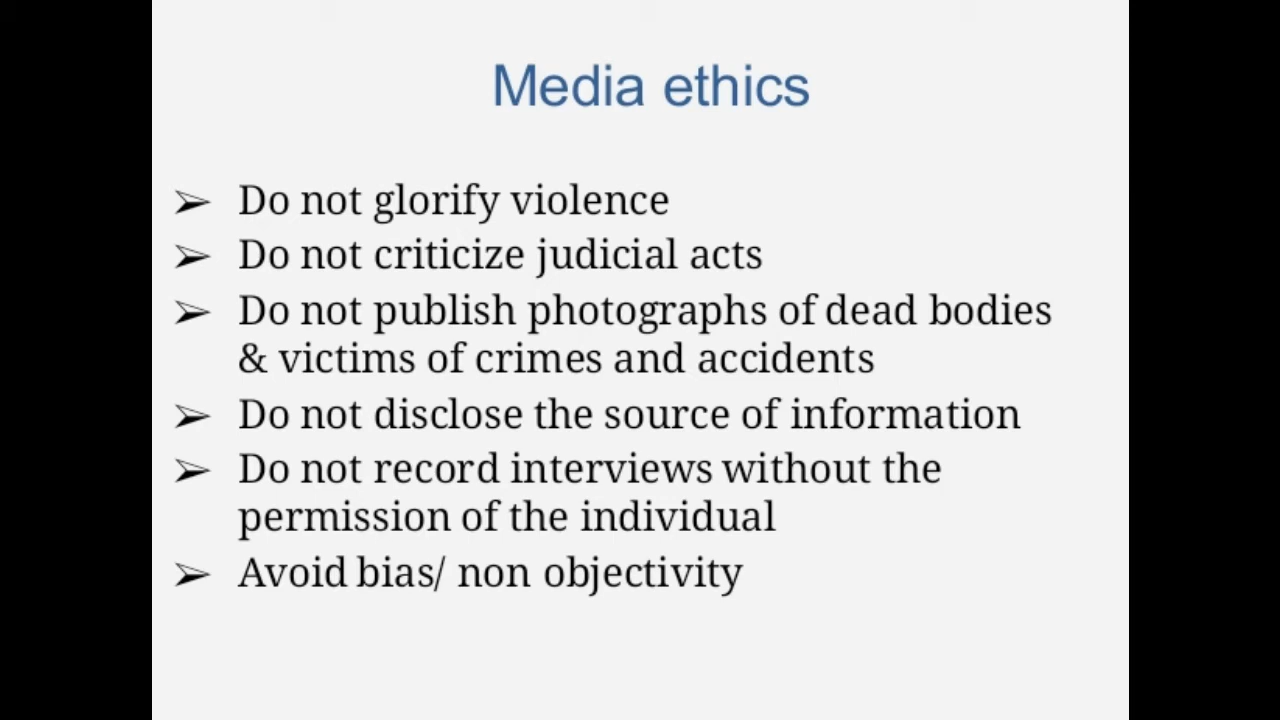 Media ethics
➢ Do not glorify violence
➢ Do not criticize judicial acts
➢ Do not publish photographs of dead bodies
& victims of crimes and accidents
➢ Do not disclose the source of information
➢ Do not record interviews without the
permission of the individual
➢ Avoid bias/ non objectivity